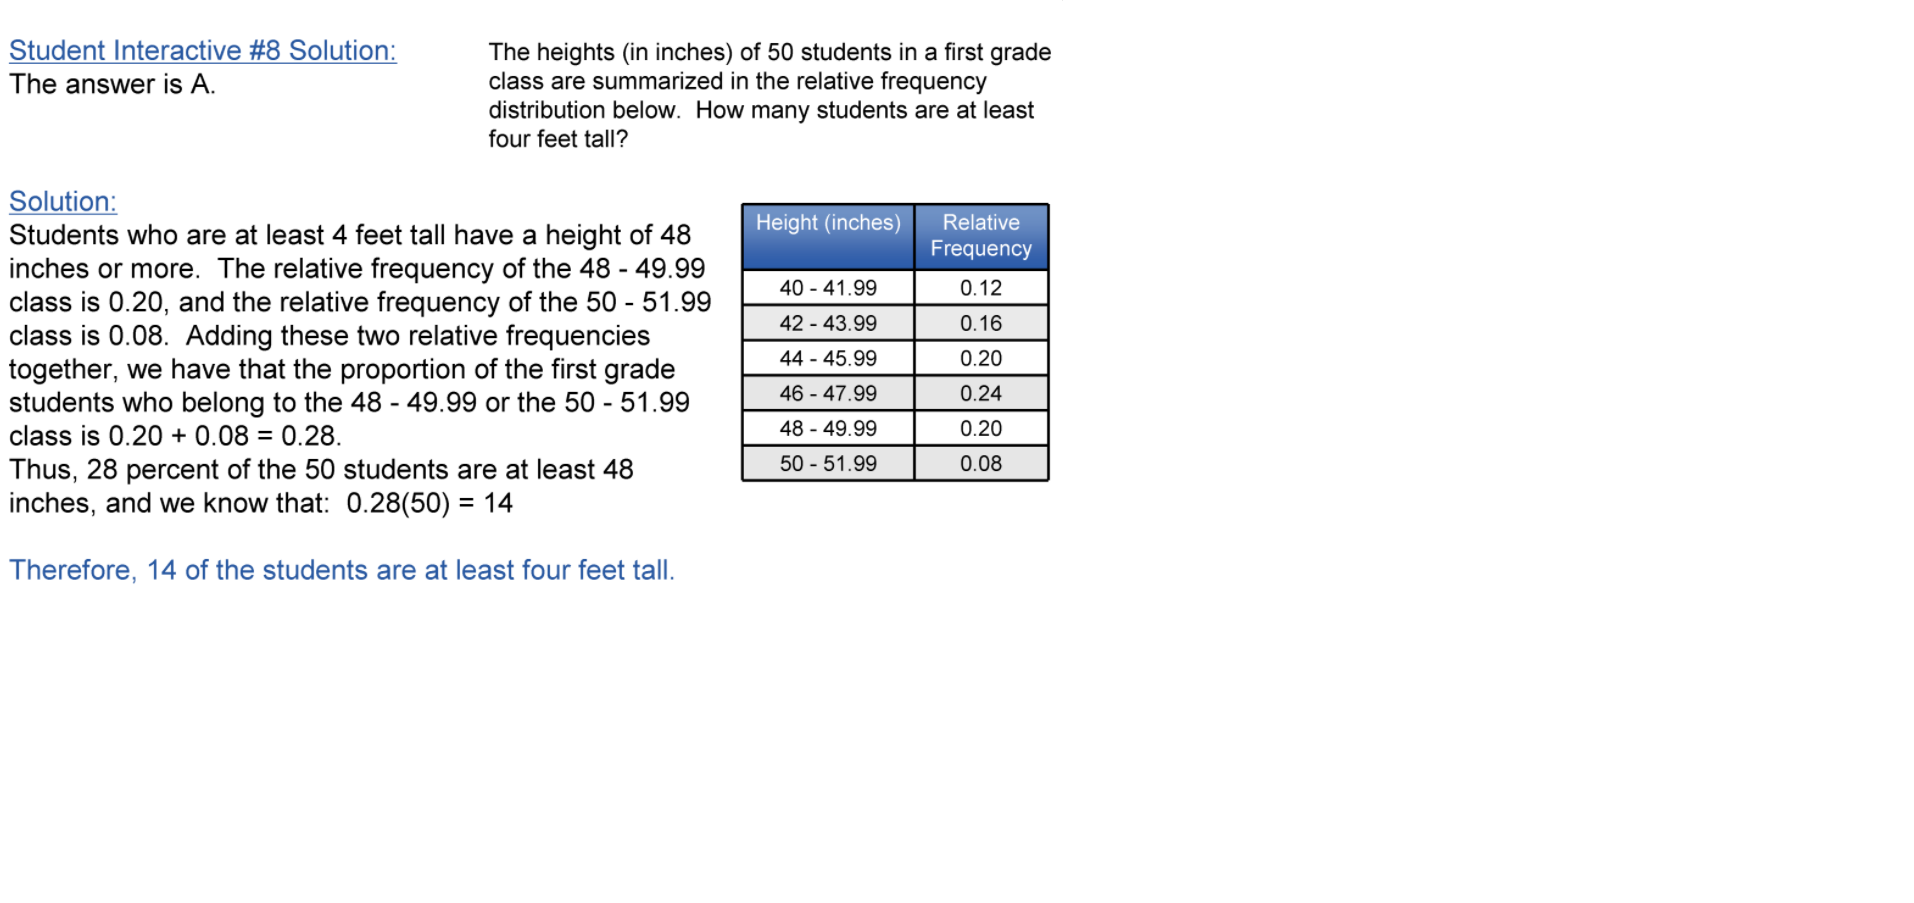 Student Interactive #8 Solution:
The answer is A.
The heights (in inches) of 50 students in a first grade
class are summarized in the relative frequency
distribution below.  How many students are at least
four feet tall?
Solution:
Students who are at least 4 feet tall have a height of 48
inches or more.  The relative frequency of the 48 - 49.99
class is 0.20, and the relative frequency of the 50 - 51.99
class is 0.08.  Adding these two relative frequencies
together, we have that the proportion of the first grade
students who belong to the 48 - 49.99 or the 50 - 51.99
class is 0.20 + 0.08 = 0.28.
Thus, 28 percent of the 50 students are at least 48
inches, and we know that:  0.28(50) = 14
Therefore, 14 of the students are at least four feet tall.
Height (inches) Relative
Frequency
40 - 41.99 0.12
42 - 43.99 0.16
44 - 45.99 0.20
46 - 47.99 0.24
48 - 49.99 0.20
50 - 51.99 0.08